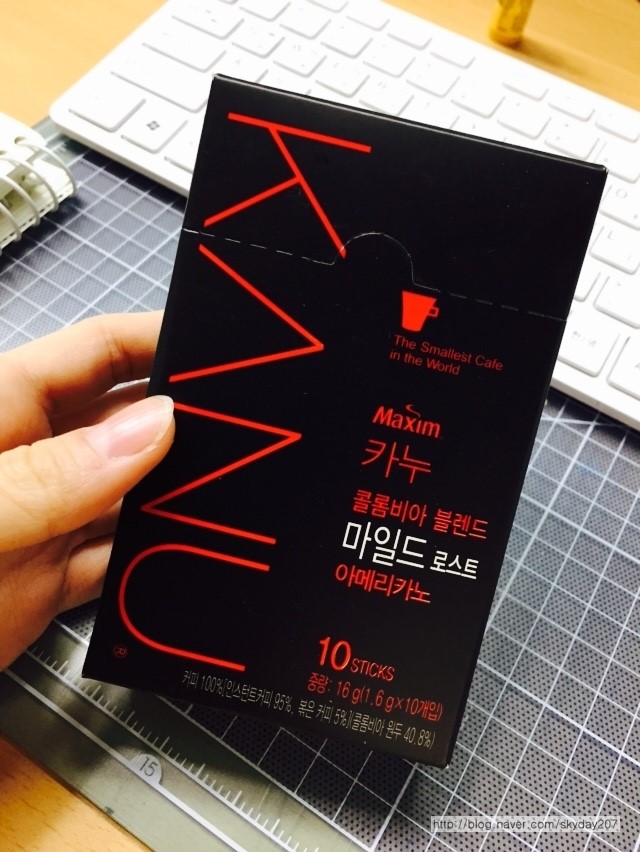 KANU
The Smallest Cafe
in the World
Maxim
카누
콜롬비아 블렌드
마일드 로스트
아메리카노
10 STICKS
중량: 16 g(1.6 g×10개입)
커피 100%[인스턴트커피 95%, 볶은 커피 5%](콜롬비아 원두 40.8%)
15
http://blog.naver.com/skyday207